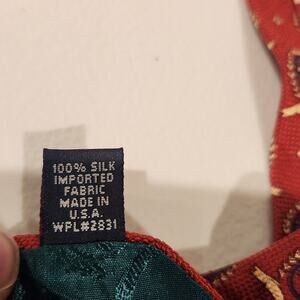 100% SILK
IMPORTED
FABRIC
MADE IN
U.S.A.
WPL#2831